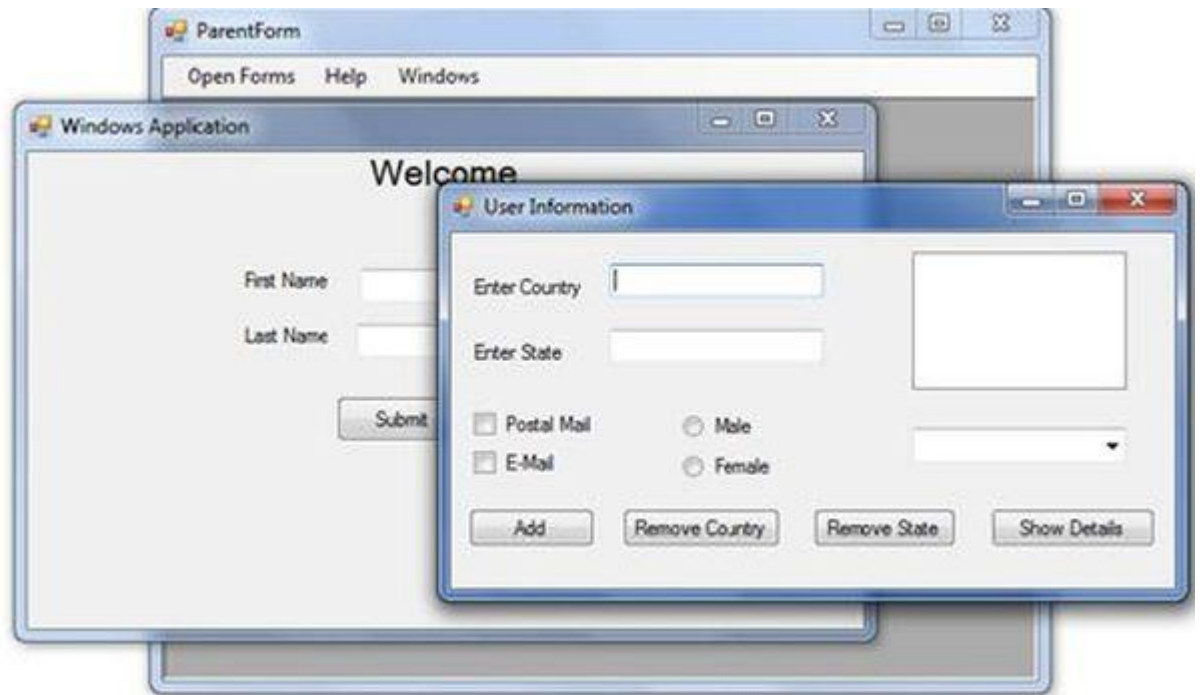 ParentForm
Open Forms Help Windows
Windows Application
Welcome
First Name
Last Name
Submit
User Information
Enter Country
Enter State
Postal Mail
E-Mail
Male
Female
Add
Remove Country
Remove State
Show Details